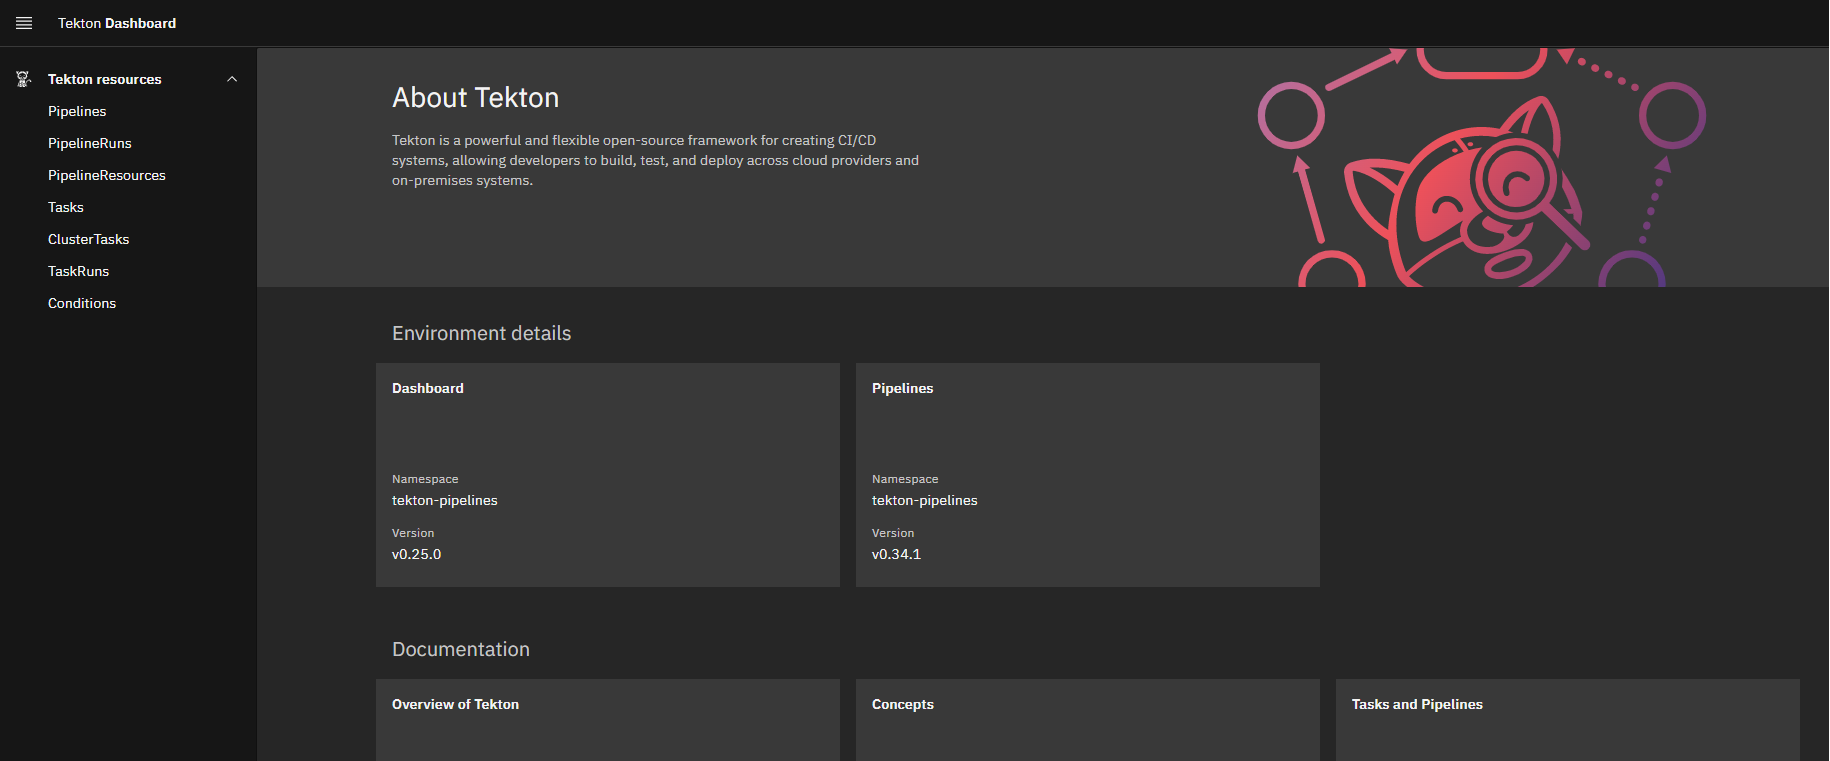 Tekton Dashboard
Tekton resources
Pipelines
PipelineRuns
PipelineResources
Tasks
ClusterTasks
TaskRuns
Conditions
About Tekton
Tekton is a powerful and flexible open-source framework for creating CI/CD
systems, allowing developers to build, test, and deploy across cloud providers and
on-premises systems.
Environment details
Dashboard
Namespace
tekton-pipelines
Version
v0.25.0
Pipelines
Namespace
tekton-pipelines
Version
v0.34.1
Documentation
Overview of Tekton
Concepts
Tasks and Pipelines